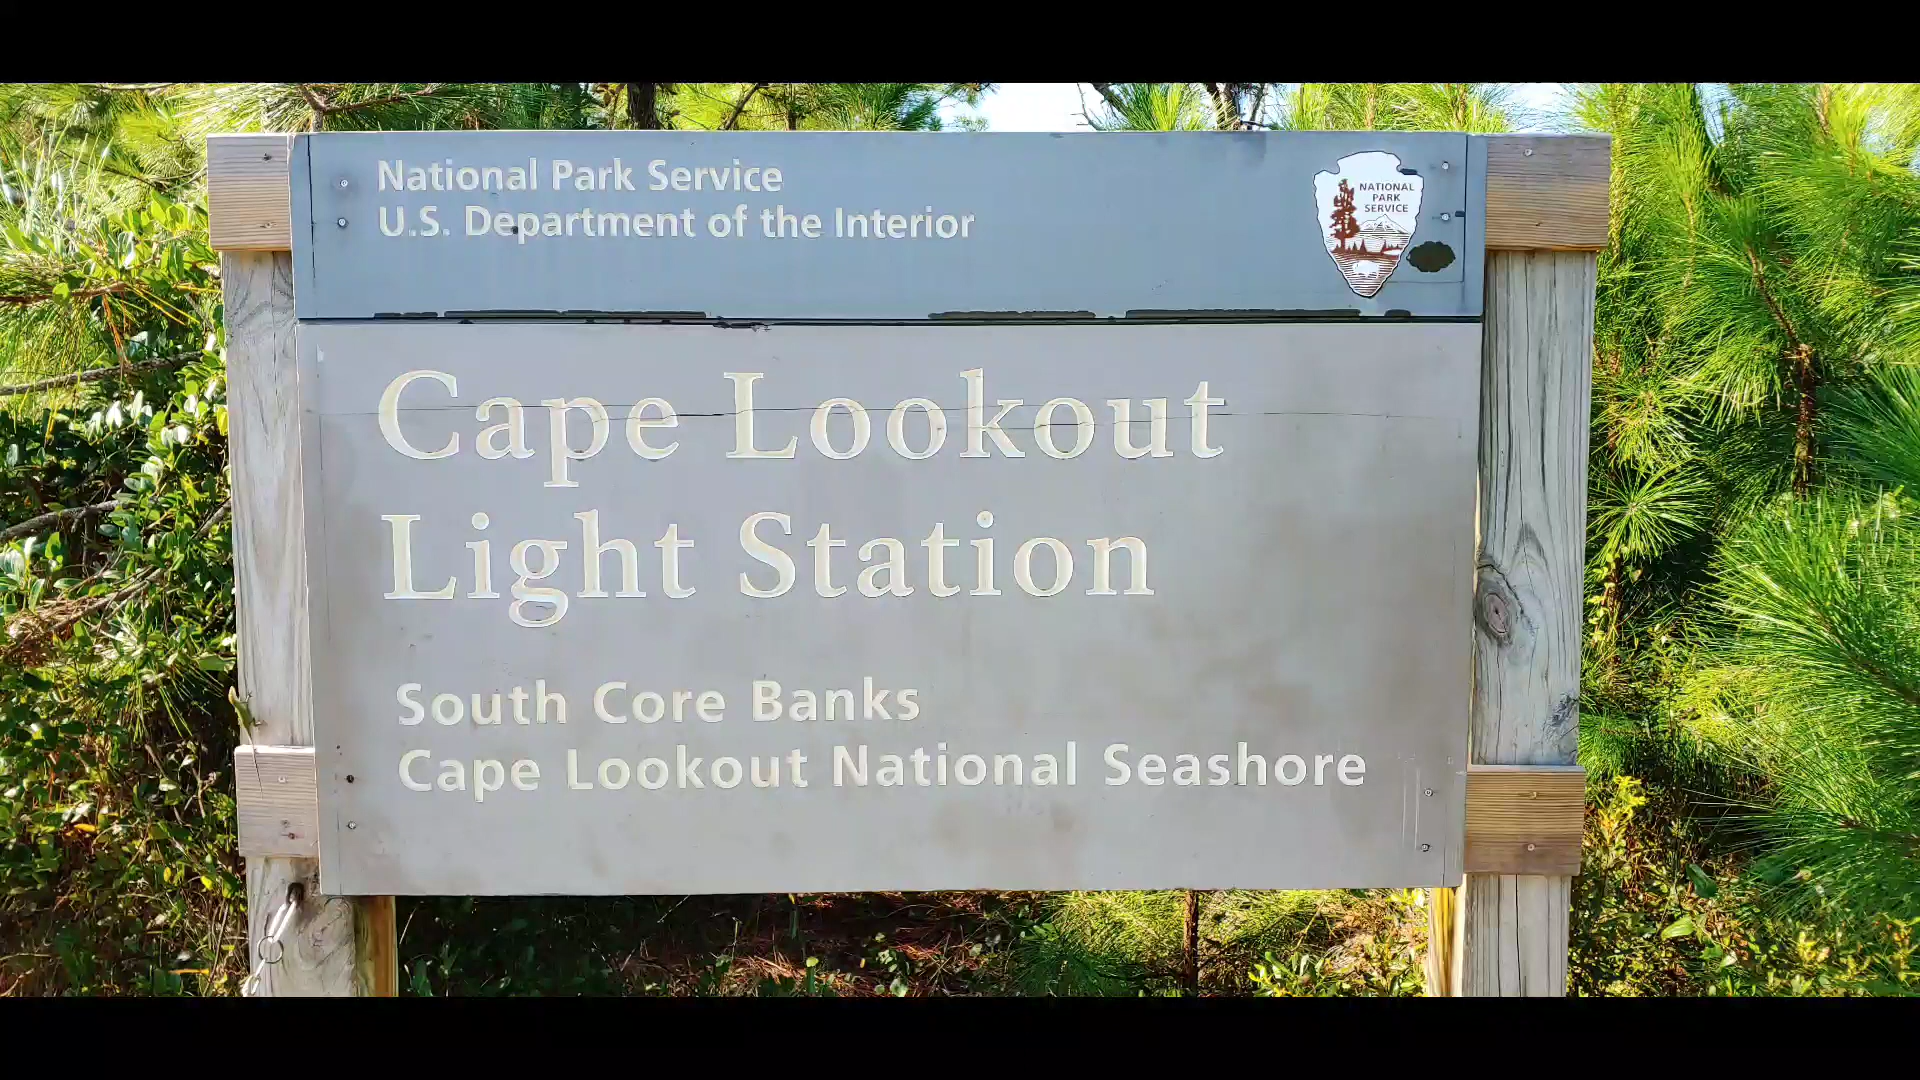 National Park Service
U.S. Department of the Interior
NATIONAL
PARK
SERVICE
Cape Lookout
Light Station
South Core Banks
Cape Lookout National Seashore